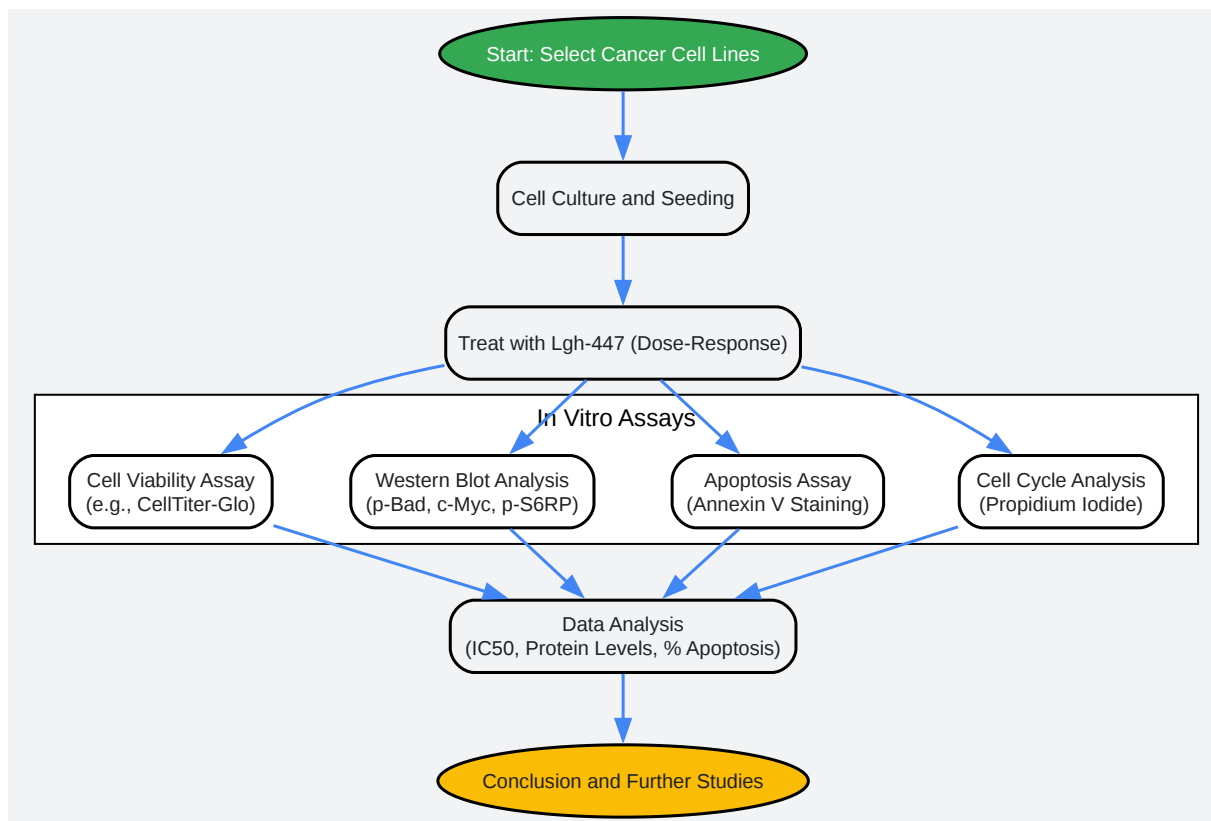 Start: Select Cancer Cell Lines
Cell Culture and Seeding
Treat with Lgh-447 (Dose-Response)
In Vitro Assays
Cell Viability Assay
(e.g., CellTiter-Glo)
Western Blot Analysis
(p-Bad, c-Myc, p-S6RP)
Apoptosis Assay
(Annexin V Staining)
Cell Cycle Analysis
(Propidium Iodide)
Data Analysis
(IC50, Protein Levels, % Apoptosis)
Conclusion and Further Studies